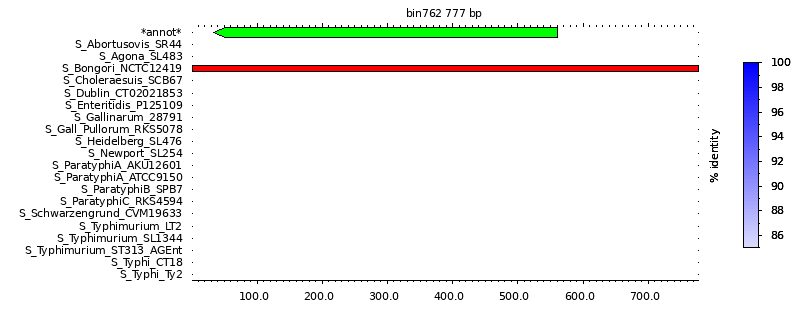 bin762 777 bp
*annot*
S_Abortusovis_SR44
S_Agona_SL483
S_Bongori_NCTC12419
S_Choleraesuis_SCB67
S_Dublin_CT02021853
S_Enteritidis_P125109
S_Gallinarum_28791
S_Gall_Pullorum_RKS5078
S_Heidelberg_SL476
S_Newport_SL254
S_ParatyphiA_AKU12601
S_ParatyphiA_ATCC9150
S_ParatyphiB_SPB7
S_ParatyphiC_RKS4594
S_Schwarzengrund_CVM19633
S_Typhimurium_LT2
S_Typhimurium_SL1344
S_Typhimurium_ST313_AGEnt
S_Typhi_CT18
S_Typhi_Ty2
100.0 200.0 300.0 400.0 500.0 600.0 700.0
% identity
100
98
96
94
92
90
88
86